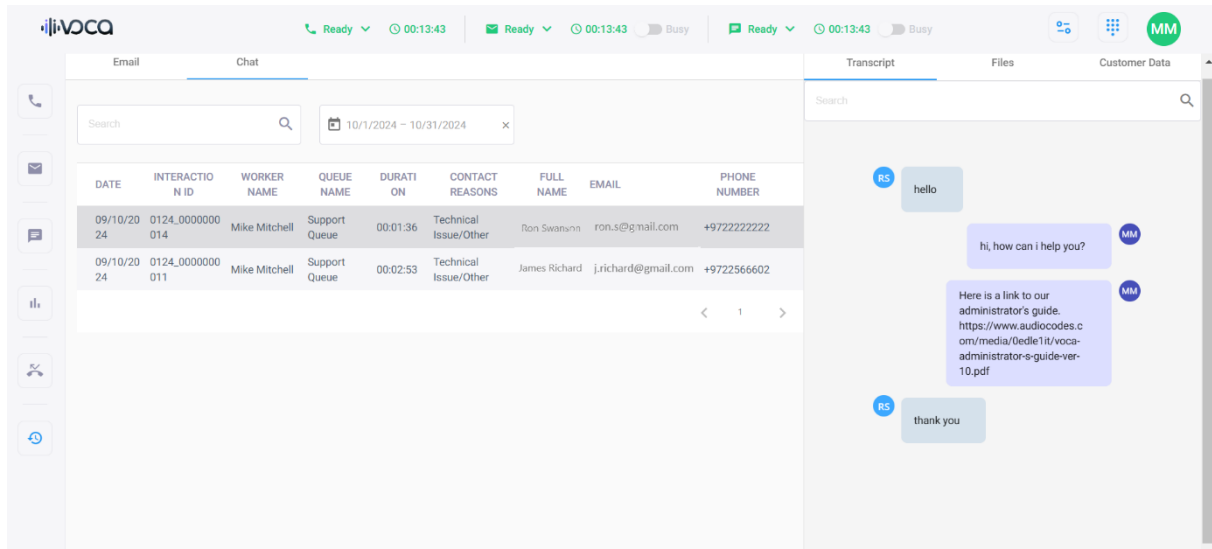 VOCA
Ready 00:13:43 Ready 00:13:43 Busy Ready 00:13:43 Busy MM
Email Chat
Search
10/1/2024 – 10/31/2024 ×
DATE INTERACTIO WORKER QUEUE DURATI CONTACT FULL EMAIL PHONE
N ID NAME NAME ON REASONS NAME NUMBER
09/10/20 0124_0000000 Mike Mitchell Support 00:01:36 Technical Ron Swanson ron.s@gmail.com +9722222222
24 014 Queue Issue/Other
09/10/20 0124_0000000 Mike Mitchell Support 00:02:53 Technical James Richard j.richard@gmail.com +9722566602
24 011 Queue Issue/Other
1
Transcript Files Customer Data
Search
RS
hello
MM
hi, how can i help you?
MM
Here is a link to our
administrator's guide.
https://www.audiocodes.c
om/media/0edle1it/voca-
administrator-s-guide-ver-
10.pdf
RS
thank you